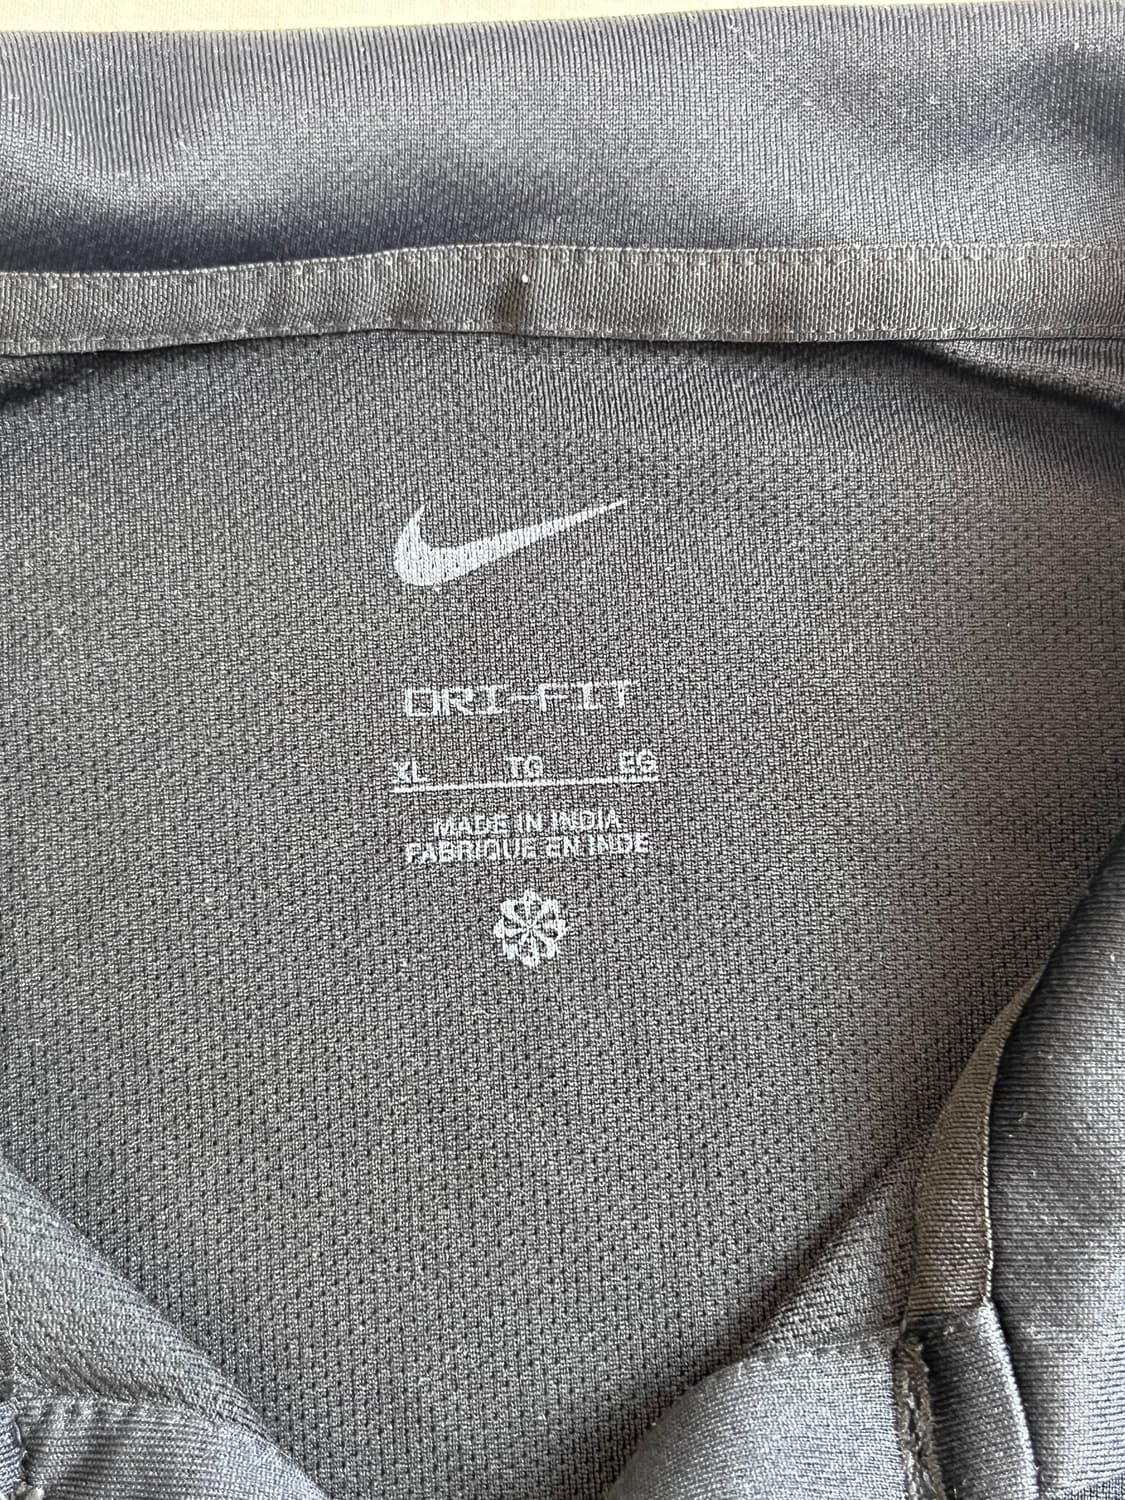 DRI-FIT
XL TG EG
MADE IN INDIA
FABRIQUE EN INDE